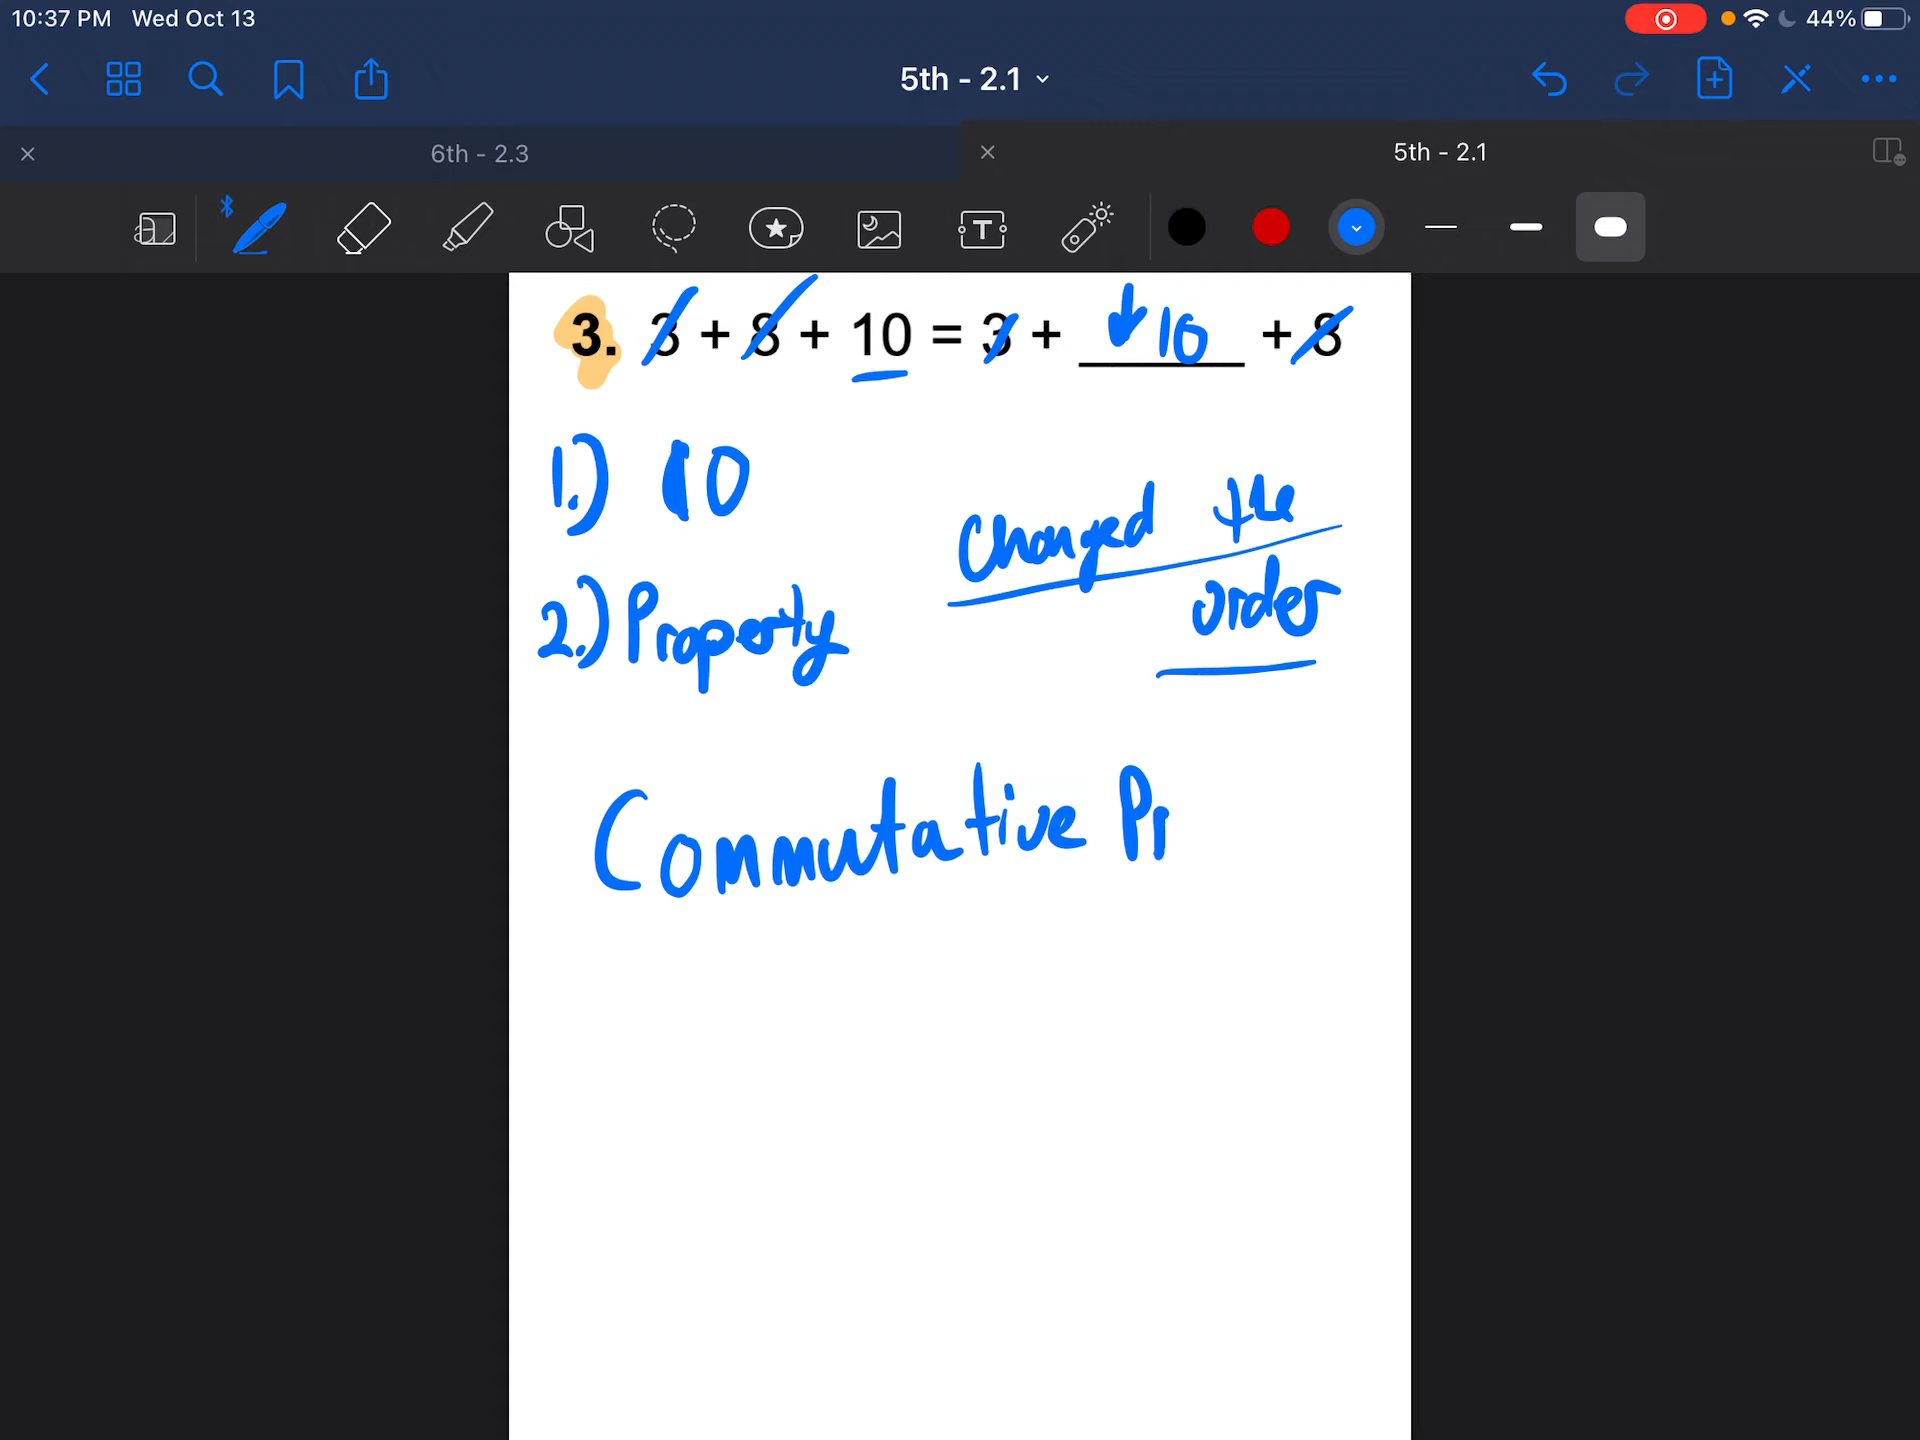 10:37 PM Wed Oct 13 44%
5th - 2.1
6th - 2.3 5th - 2.1
3. 3 + 8 + 10 = 3 + 10 + 8
1.) 10
Changed the
order
2.) Property
Commutative Pr